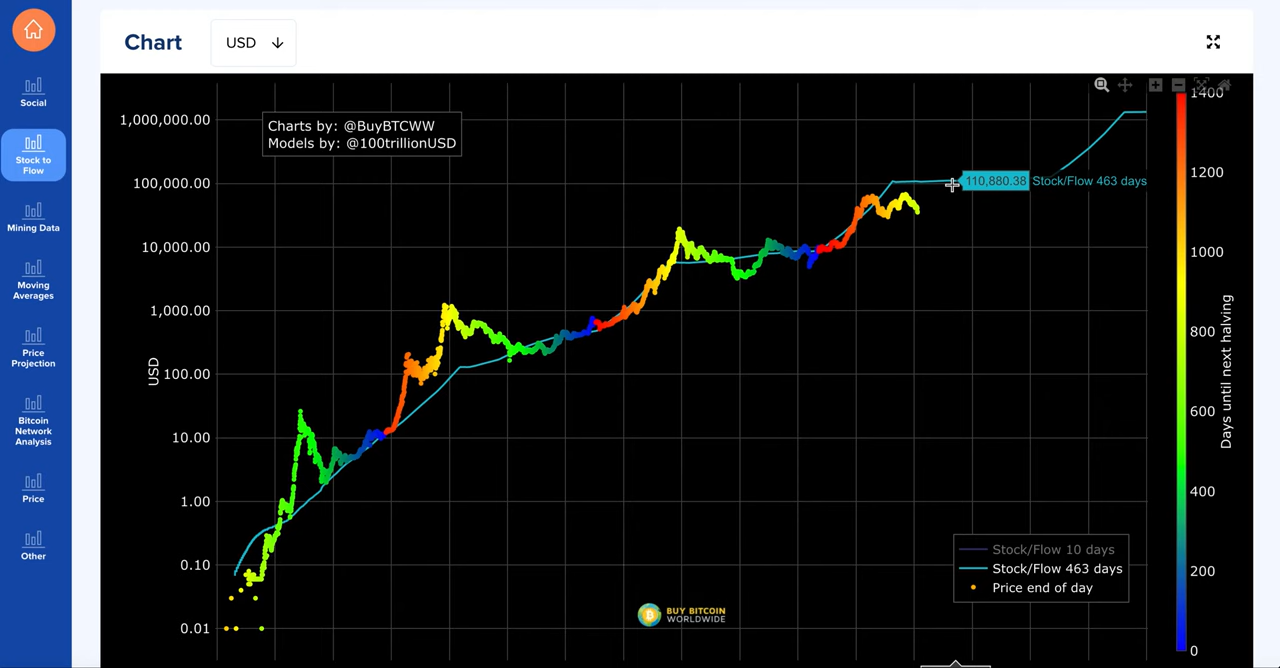 Social
Stock to
Flow
Mining Data
Moving
Averages
Price
Projection
Bitcoin
Network
Analysis
Price
Other
Chart
USD
Charts by: @BuyBTCWW
Models by: @100trillionUSD
1,000,000.00
100,000.00
10,000.00
1,000.00
100.00
10.00
1.00
0.10
0.01
USD
110,880.38 Stock/Flow 463 days
Stock/Flow 10 days
Stock/Flow 463 days
Price end of day
BUY BITCOIN
WORLDWIDE
1400
1200
1000
800
600
400
200
0
Days until next halving